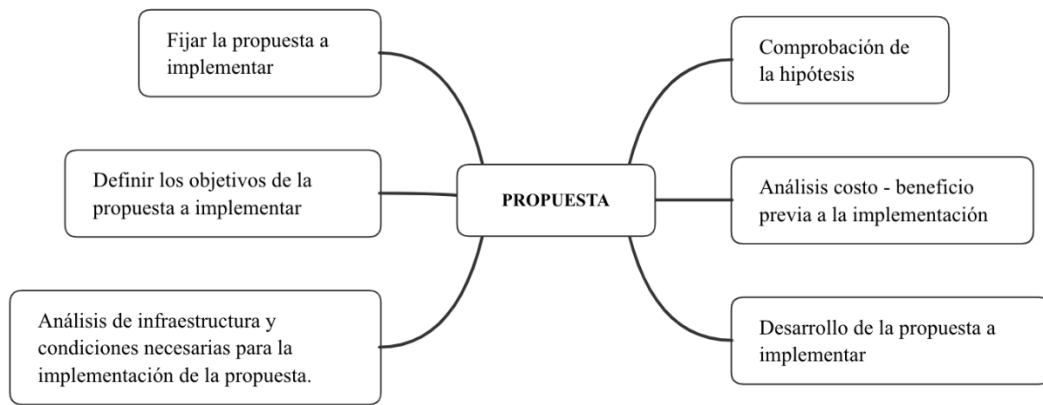 Fijar la propuesta a
implementar
Definir los objetivos de la
propuesta a implementar
Análisis de infraestructura y
condiciones necesarias para la
implementación de la propuesta.
PROPUESTA
Comprobación de
la hipótesis
Análisis costo - beneficio
previa a la implementación
Desarrollo de la propuesta a
implementar